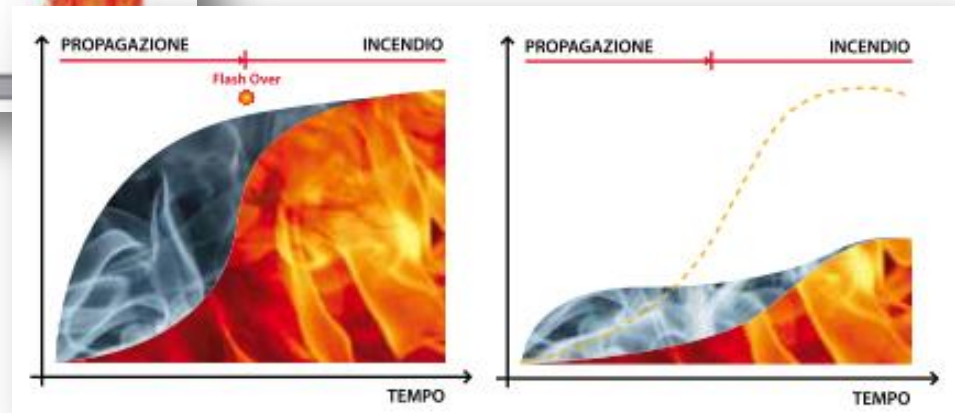 PROPAGAZIONE INCENDIO
Flash Over
TEMPO
PROPAGAZIONE INCENDIO
TEMPO